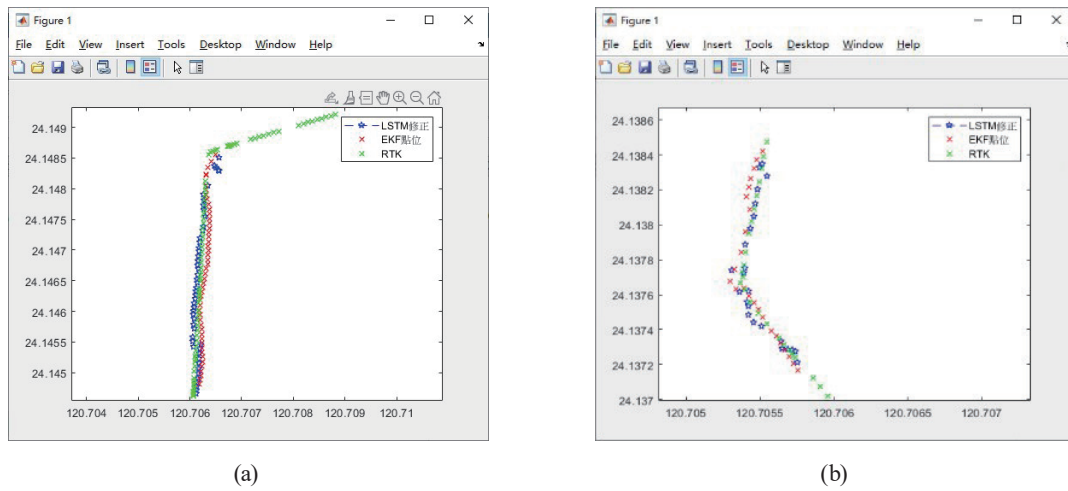 Figure 1
File Edit View Insert Tools Desktop Window Help
24.149
24.1485
24.148
24.1475
24.147
24.1465
24.146
24.1455
24.145
120.704 120.705 120.706 120.707 120.708 120.709 120.71
LSTM修正
EKF點位
RTK
(a)
Figure 1
File Edit View Insert Tools Desktop Window Help
24.1386
24.1384
24.1382
24.138
24.1378
24.1376
24.1374
24.1372
24.137
120.705 120.7055 120.706 120.7065 120.707
LSTM修正
EKF點位
RTK
(b)